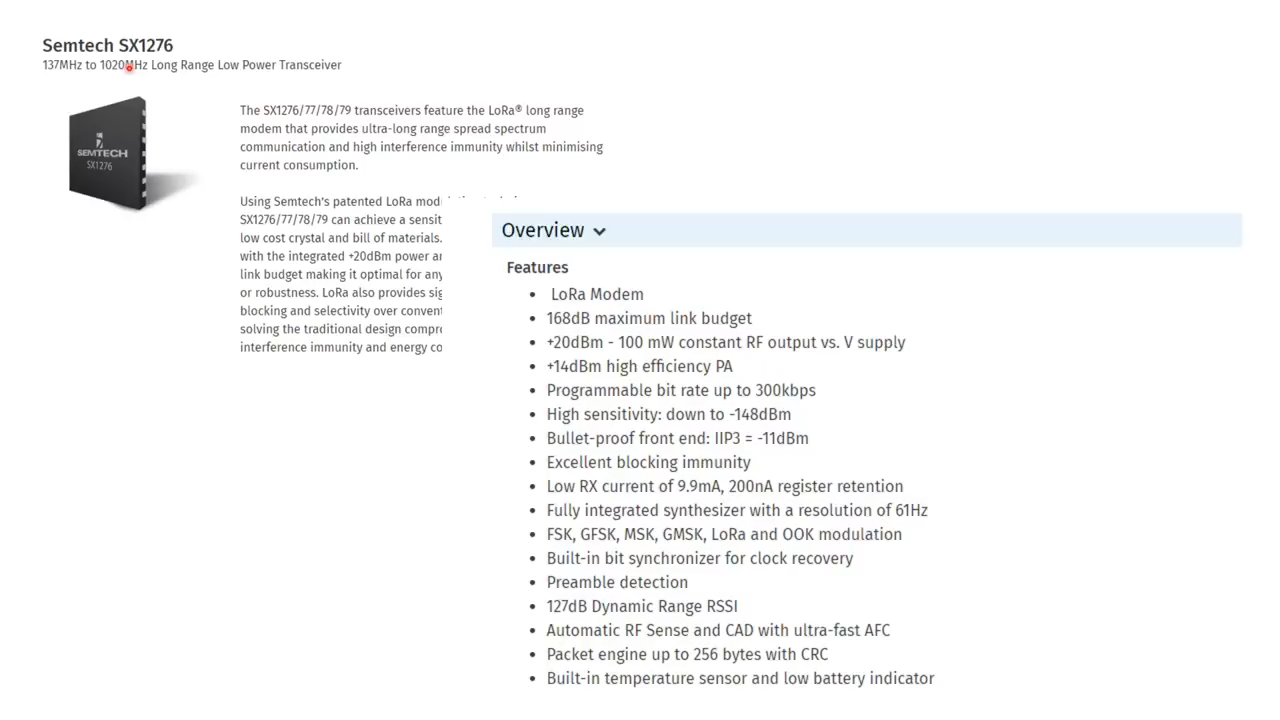 Semtech SX1276
137MHz to 1020MHz Long Range Low Power Transceiver
SEMTECH
SX1276
The SX1276/77/78/79 transceivers feature the LoRa® long range
modem that provides ultra-long range spread spectrum
communication and high interference immunity whilst minimising
current consumption.
Using Semtech's patented LoRa
SX1276/77/78/79 can achieve a
low cost crystal and bill of materials.
with the integrated +20dBm power
link budget making it optimal for any
or robustness. LoRa also provides
blocking and selectivity over
solving the traditional design
interference immunity and energy
Overview
Features
• LoRa Modem
• 168dB maximum link budget
• +20dBm - 100 mW constant RF output vs. V supply
• +14dBm high efficiency PA
• Programmable bit rate up to 300kbps
• High sensitivity: down to -148dBm
• Bullet-proof front end: IIP3 = -11dBm
• Excellent blocking immunity
• Low RX current of 9.9mA, 200nA register retention
• Fully integrated synthesizer with a resolution of 61Hz
• FSK, GFSK, MSK, GMSK, LoRa and OOK modulation
• Built-in bit synchronizer for clock recovery
• Preamble detection
• 127dB Dynamic Range RSSI
• Automatic RF Sense and CAD with ultra-fast AFC
• Packet engine up to 256 bytes with CRC
• Built-in temperature sensor and low battery indicator